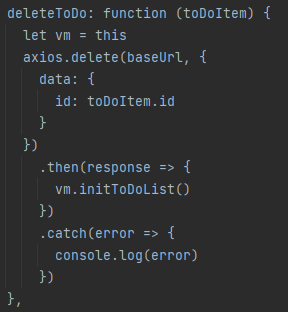 deleteToDo: function (toDoItem) {
  let vm = this
  axios.delete(baseUrl, {
    data: {
      id: toDoItem.id
    }
  })
    .then(response => {
      vm.initToDoList()
    })
    .catch(error => {
      console.log(error)
    })
},